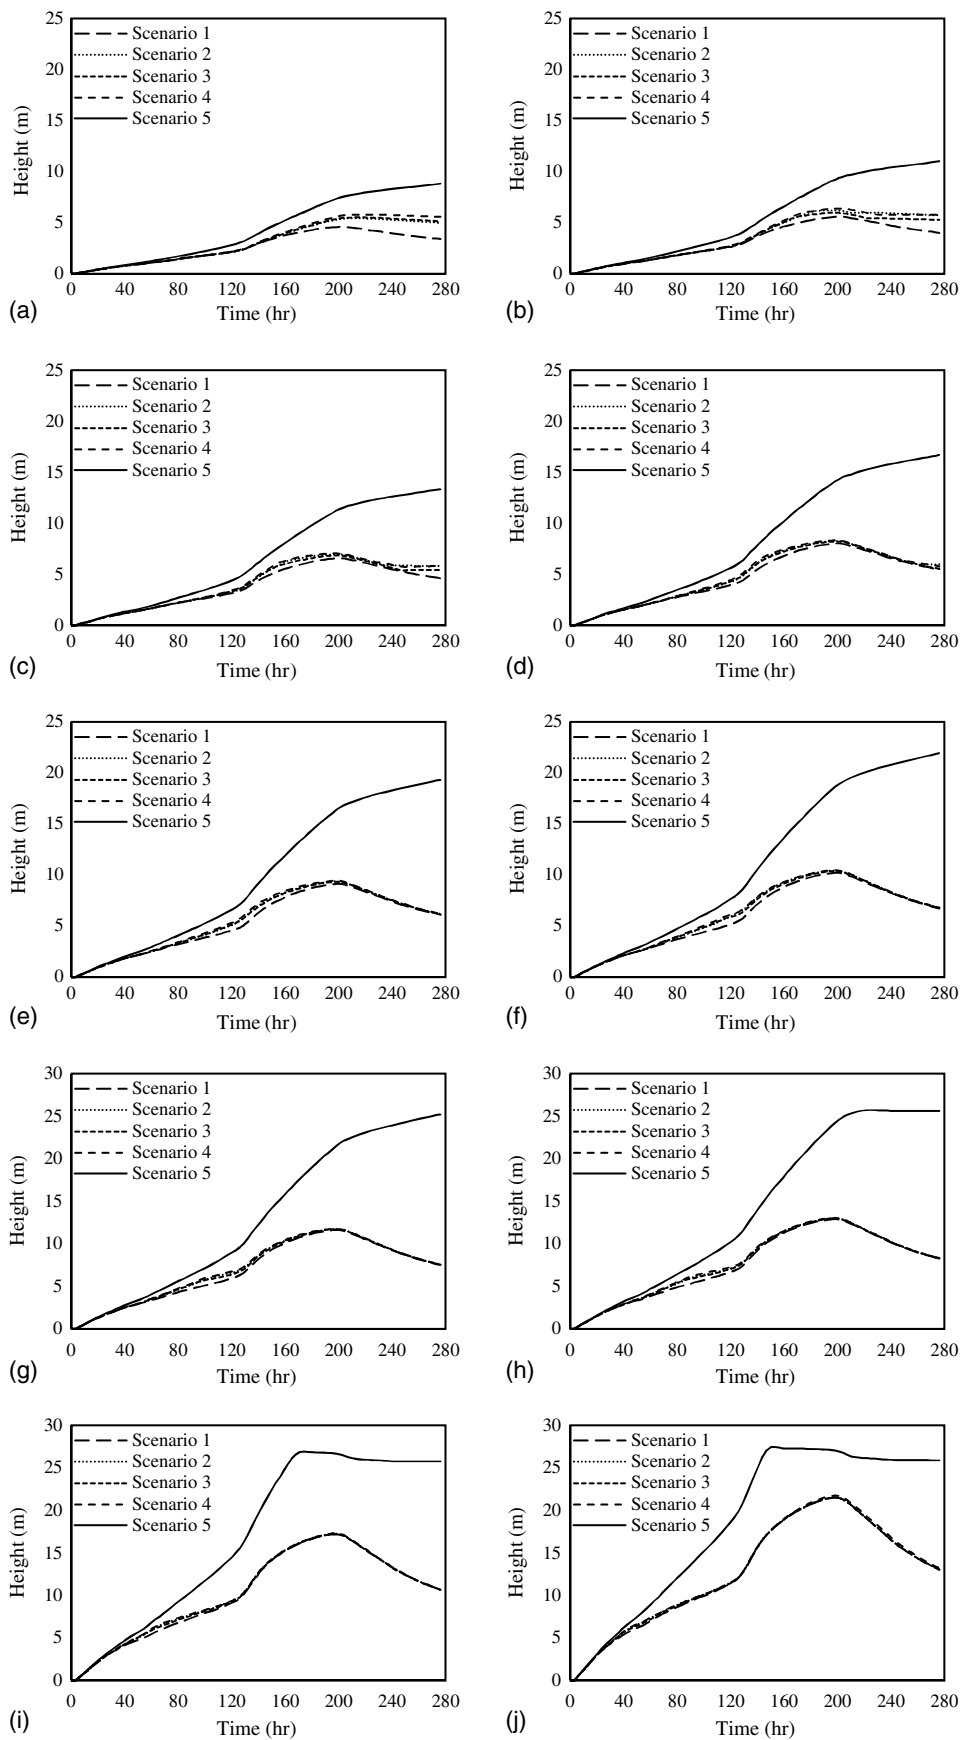 25
20
15
10
5
0
Height (m)
Scenario 1
Scenario 2
Scenario 3
Scenario 4
Scenario 5
0 40 80 120 160 200 240 280
Time (hr)
(a)
25
20
15
10
5
0
Height (m)
Scenario 1
Scenario 2
Scenario 3
Scenario 4
Scenario 5
0 40 80 120 160 200 240 280
Time (hr)
(b)
25
20
15
10
5
0
Height (m)
Scenario 1
Scenario 2
Scenario 3
Scenario 4
Scenario 5
0 40 80 120 160 200 240 280
Time (hr)
(c)
25
20
15
10
5
0
Height (m)
Scenario 1
Scenario 2
Scenario 3
Scenario 4
Scenario 5
0 40 80 120 160 200 240 280
Time (hr)
(d)
25
20
15
10
5
0
Height (m)
Scenario 1
Scenario 2
Scenario 3
Scenario 4
Scenario 5
0 40 80 120 160 200 240 280
Time (hr)
(e)
25
20
15
10
5
0
Height (m)
Scenario 1
Scenario 2
Scenario 3
Scenario 4
Scenario 5
0 40 80 120 160 200 240 280
Time (hr)
(f)
30
25
20
15
10
5
0
Height (m)
Scenario 1
Scenario 2
Scenario 3
Scenario 4
Scenario 5
0 40 80 120 160 200 240 280
Time (hr)
(g)
30
25
20
15
10
5
0
Height (m)
Scenario 1
Scenario 2
Scenario 3
Scenario 4
Scenario 5
0 40 80 120 160 200 240 280
Time (hr)
(h)
30
25
20
15
10
5
0
Height (m)
Scenario 1
Scenario 2
Scenario 3
Scenario 4
Scenario 5
0 40 80 120 160 200 240 280
Time (hr)
(i)
30
25
20
15
10
5
0
Height (m)
Scenario 1
Scenario 2
Scenario 3
Scenario 4
Scenario 5
0 40 80 120 160 200 240 280
Time (hr)
(j)